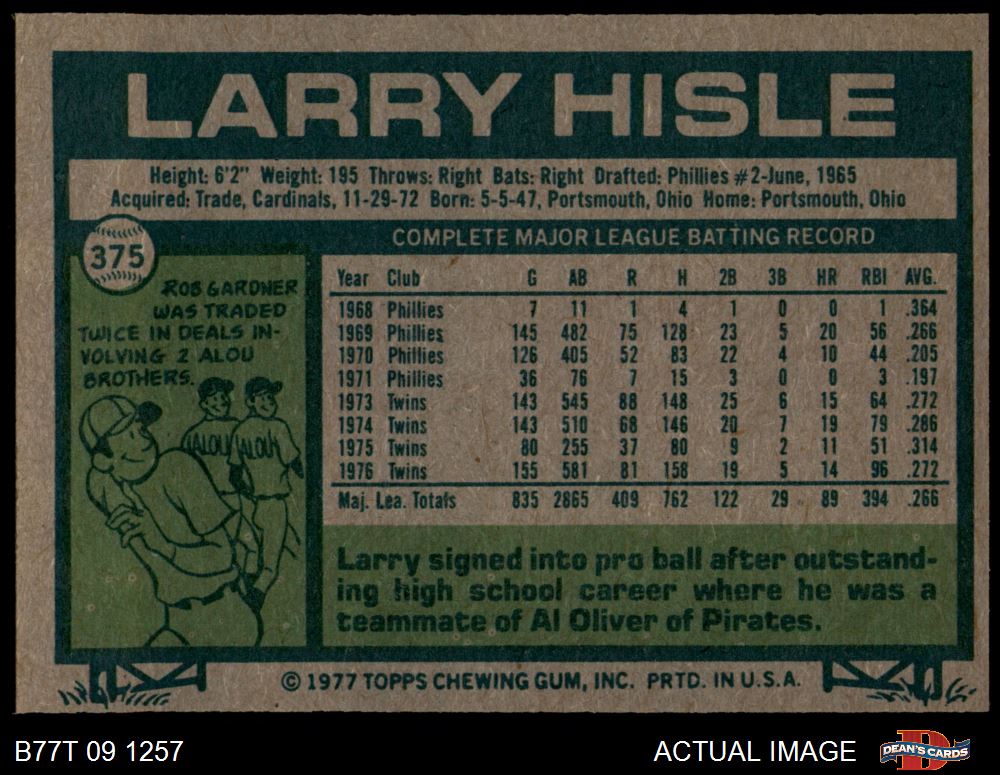 LARRY HISLE
Height: 6'2" Weight: 195 Throws: Right Bats: Right Drafted: Phillies #2-June, 1965
Acquired: Trade, Cardinals, 11-29-72 Born: 5-5-47, Portsmouth, Ohio Home: Portsmouth, Ohio
375
COMPLETE MAJOR LEAGUE BATTING RECORD
ROB GARDNER
WAS TRADED
TWICE IN DEALS IN-
VOLVING 2 ALOU
BROTHERS.
ALOU ALOU
Year Club G AB R H 2B 3B HR RBI AVG.
1968 Phillies 7 11 1 4 1 0 0 1 .364
1969 Phillies 145 482 75 128 23 5 20 56 .266
1970 Phillies 126 405 52 83 22 4 10 44 .205
1971 Phillies 36 76 7 15 3 0 0 3 .197
1973 Twins 143 545 88 148 25 6 15 64 .272
1974 Twins 143 510 68 146 20 7 19 79 .286
1975 Twins 80 255 37 80 9 2 11 51 .314
1976 Twins 155 581 81 158 19 5 14 96 .272
Maj. Lea. Totals 835 2865 409 762 122 29 89 394 .266
Larry signed into pro ball after outstand-
ing high school career where he was a
teammate of Al Oliver of Pirates.
© 1977 TOPPS CHEWING GUM, INC. PRTD. IN U.S.A.
B77T 09 1257
ACTUAL IMAGE
D
DEAN'S CARDS